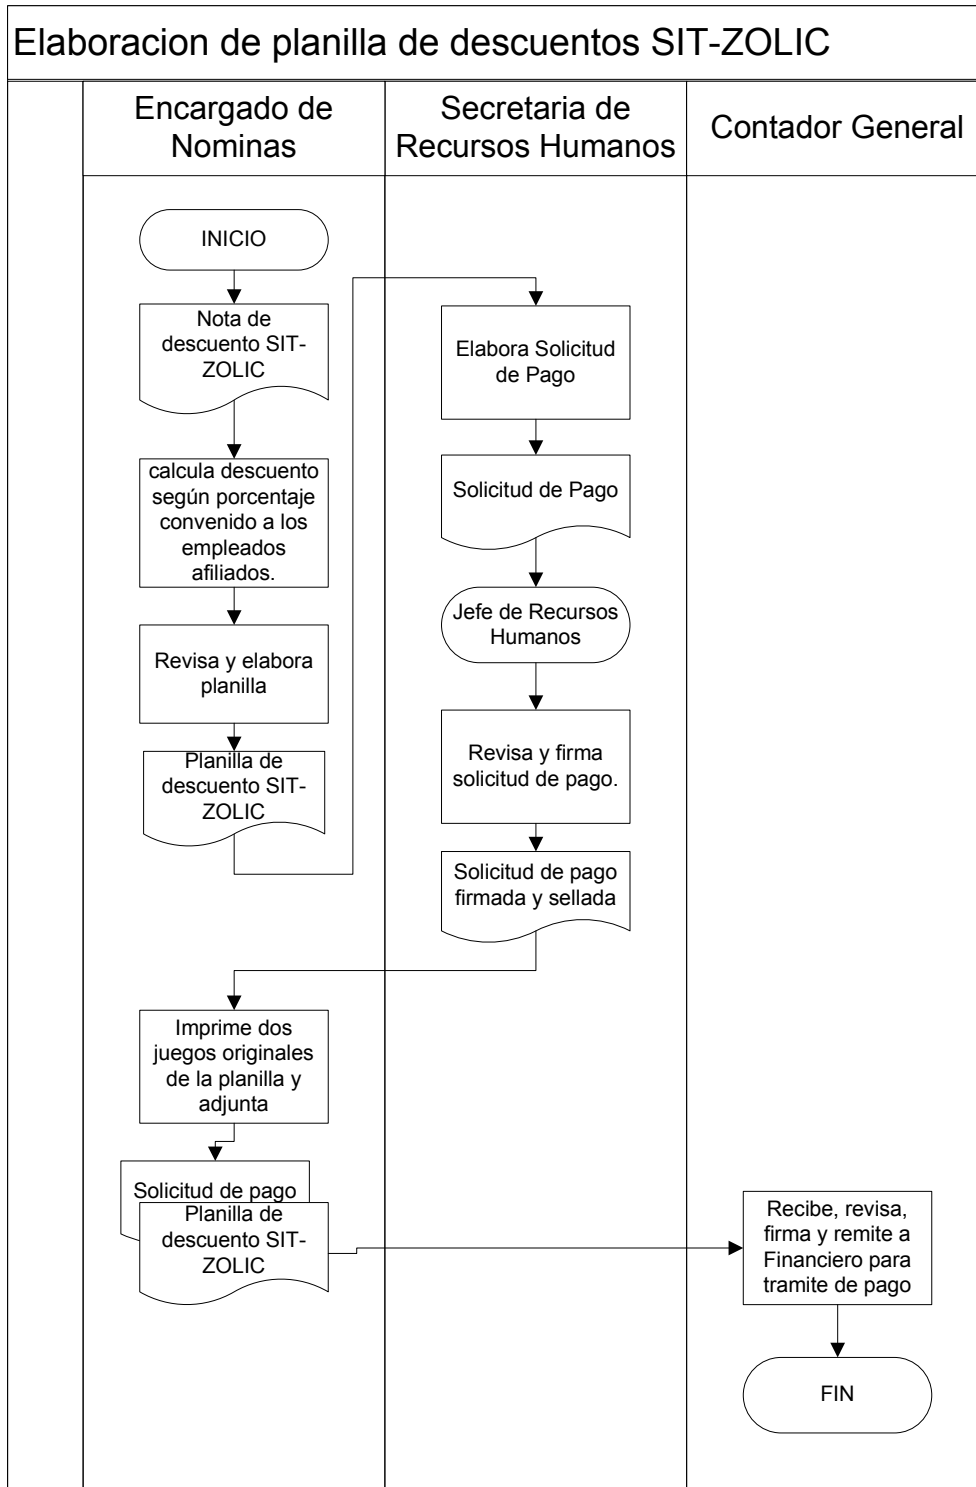 Elaboracion de planilla de descuentos SIT-ZOLIC
Encargado de
Nominas
Secretaria de
Recursos Humanos
Contador General
INICIO
Nota de
descuento SIT-
ZOLIC
calcula descuento
según porcentaje
convenido a los
empleados
afiliados.
Revisa y elabora
planilla
Planilla de
descuento SIT-
ZOLIC
Elabora Solicitud
de Pago
Solicitud de Pago
Jefe de Recursos
Humanos
Revisa y firma
solicitud de pago.
Solicitud de pago
firmada y sellada
Imprime dos
juegos originales
de la planilla y
adjunta
Solicitud de pago
Planilla de
descuento SIT-
ZOLIC
Recibe, revisa,
firma y remite a
Financiero para
tramite de pago
FIN